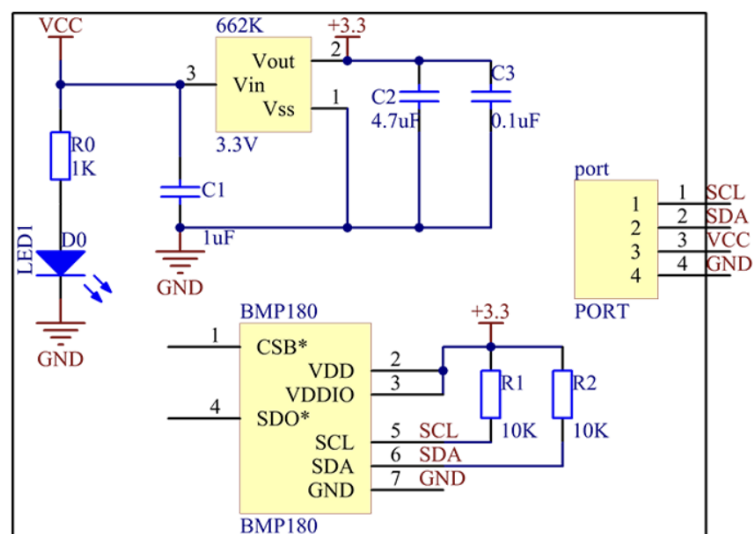 VCC
662K
+3.3
2
Vout
3
Vin
1
Vss
3.3V
R0
1K
C1
1uF
C2
4.7uF
C3
0.1uF
LED1
D0
GND
GND
port
1 1 SCL
2 2 SDA
3 3 VCC
4 4 GND
PORT
BMP180
+3.3
1 CSB*
VDD 2
VDDIO 3
4 SDO*
SCL 5 SCL
SDA 6 SDA
GND 7 GND
R1
10K
R2
10K
BMP180